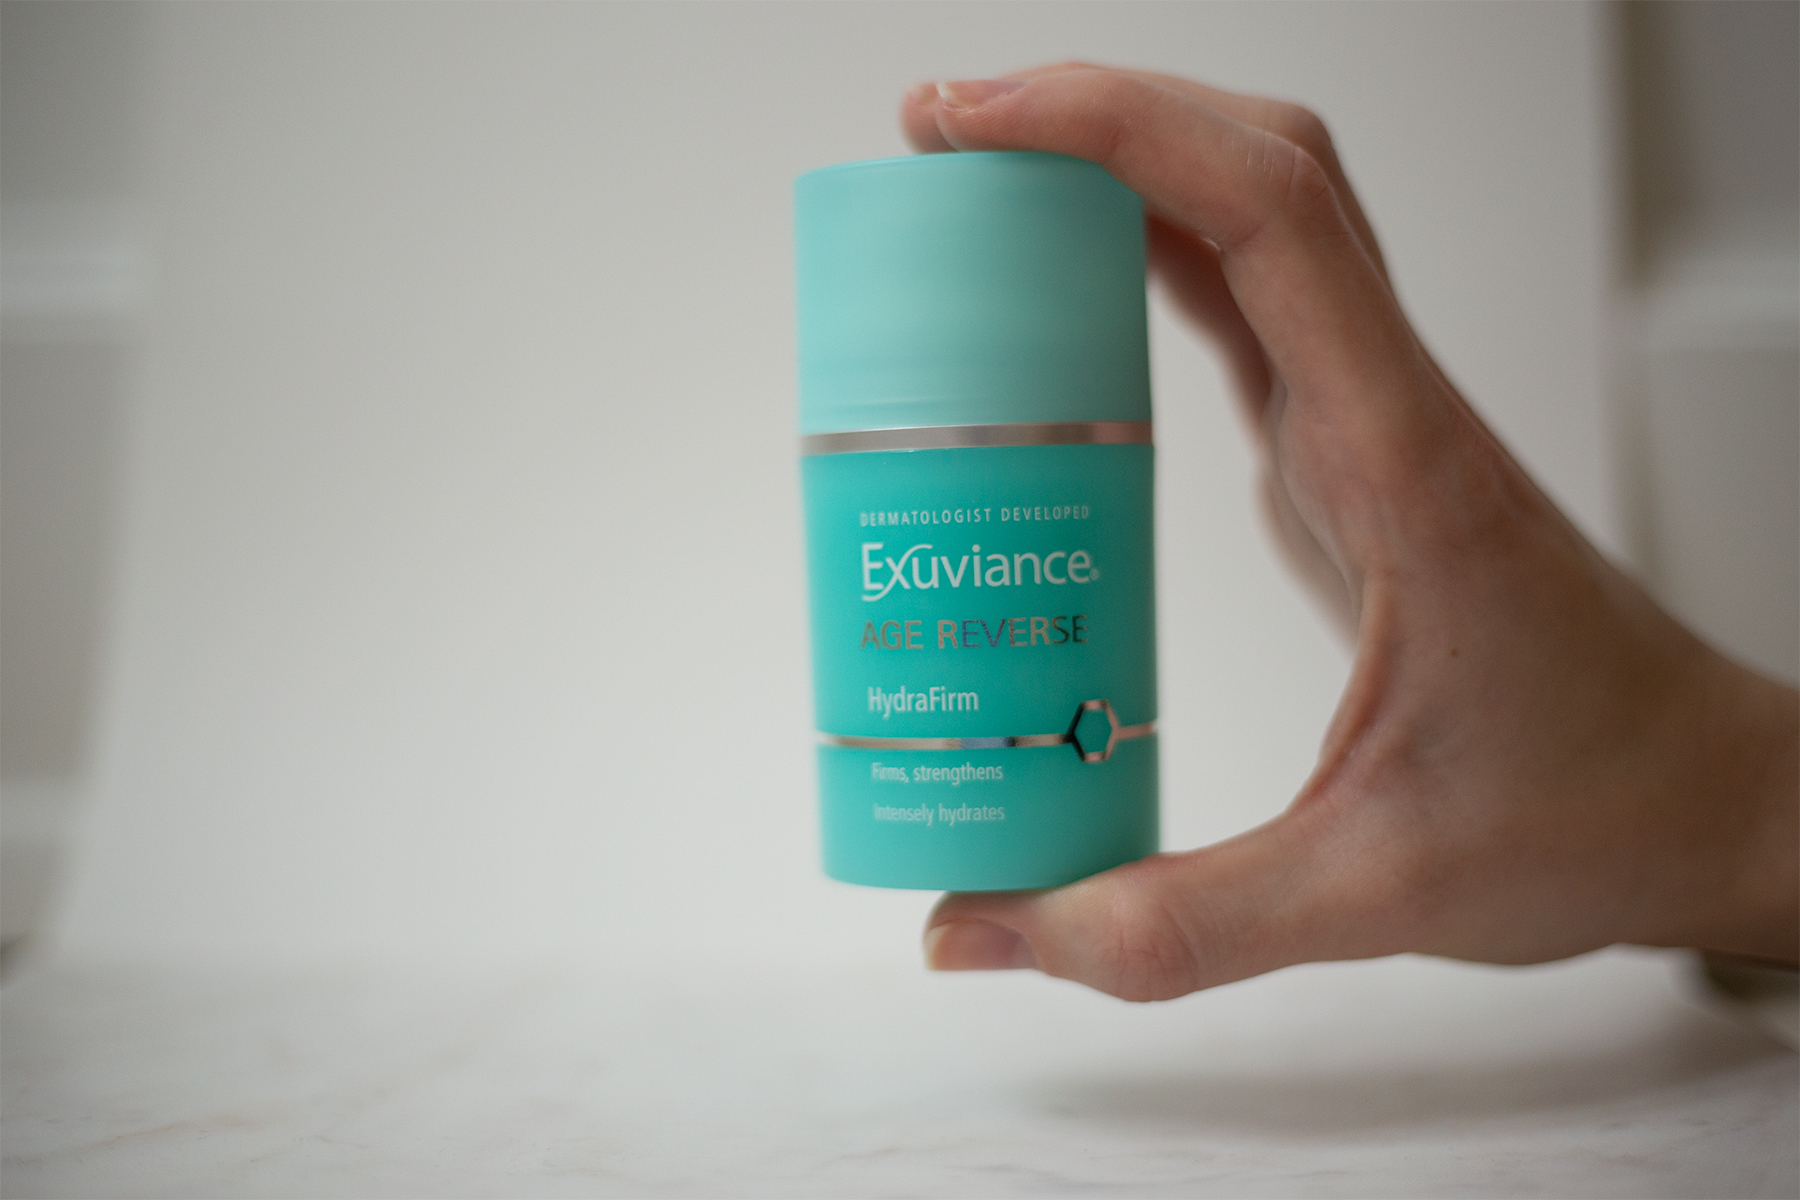 DERMATOLOGIST DEVELOPED
Exuviance®
AGE REVERSE
HydraFirm
Firms, strengthens
Intensely hydrates